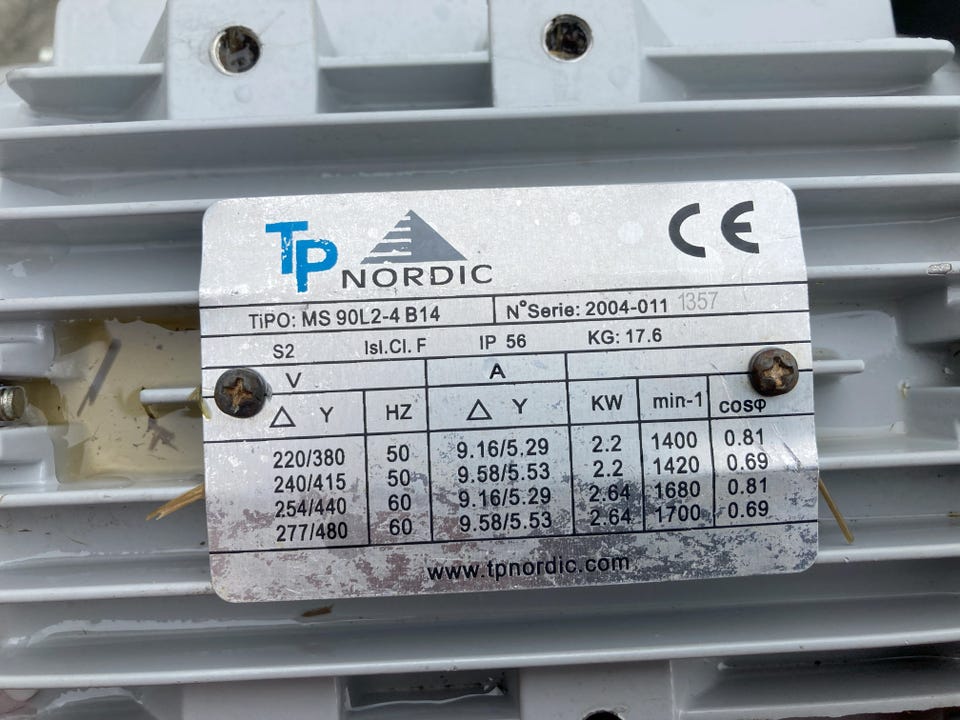 TP NORDIC CE
TiPO: MS 90L2-4 B14 N°Serie: 2004-011 1357
S2 Isl.Cl. F IP 56 KG: 17.6
V A
△ Y HZ △ Y KW min-1 cosφ
220/380 50 9.16/5.29 2.2 1400 0.81
240/415 50 9.58/5.53 2.2 1420 0.69
254/440 60 9.16/5.29 2.64 1680 0.81
277/480 60 9.58/5.53 2.64 1700 0.69
www.tpnordic.com